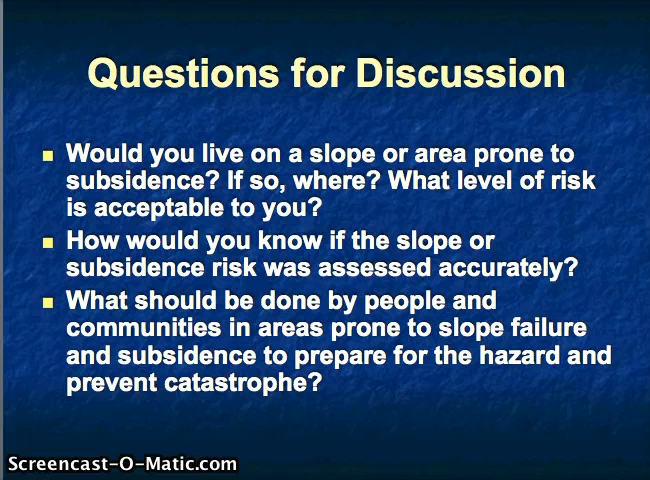 Questions for Discussion
Would you live on a slope or area prone to
subsidence? If so, where? What level of risk
is acceptable to you?
How would you know if the slope or
subsidence risk was assessed accurately?
What should be done by people and
communities in areas prone to slope failure
and subsidence to prepare for the hazard and
prevent catastrophe?
Screencast-O-Matic.com